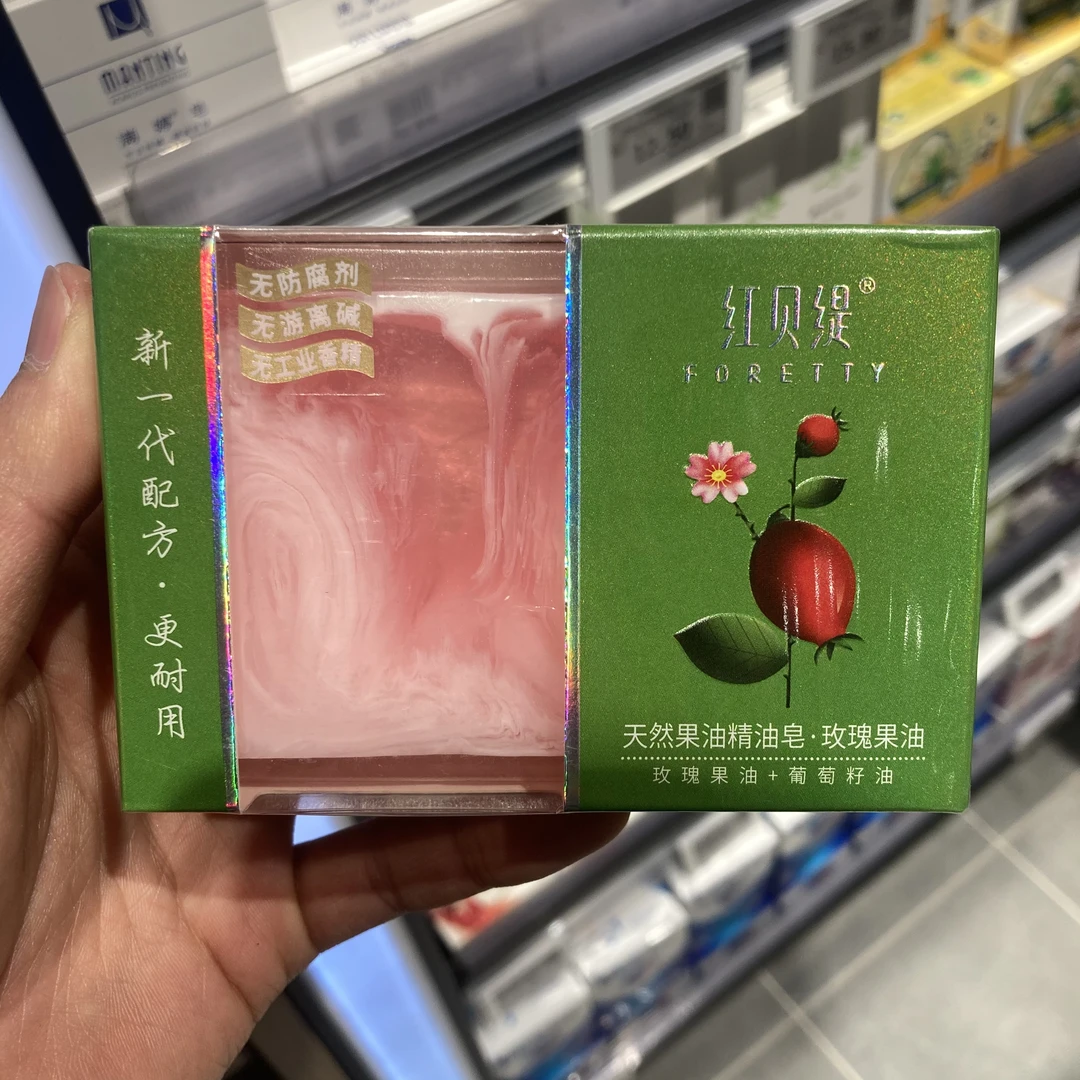 MANTING
新一代配方·更耐用
无防腐剂
无游离碱
无工业香精
红贝缇®
FORETTY
天然果油精油皂·玫瑰果油
玫瑰果油+葡萄籽油